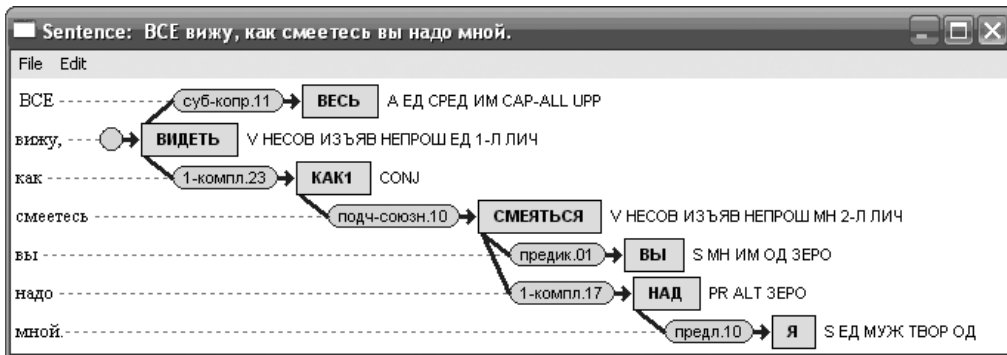 Sentence: ВСЕ вижу, как смеетесь вы надо мной.
File Edit
ВСЕ суб-копр.11 ВЕСЬ А ЕД СРЕД ИМ CAP-ALL UPP
вижу, ВИДЕТЬ V НЕСОВ ИЗЪЯВ НЕПРОШ ЕД 1-Л ЛИЧ
как 1-компл.23 КАК1 CONJ
смеетесь подч-союзн.10 СМЕЯТЬСЯ V НЕСОВ ИЗЪЯВ НЕПРОШ МН 2-Л ЛИЧ
вы предик.01 ВЫ S МН ИМ ОД ЗЕРО
надо 1-компл.17 НАД PR ALT ЗЕРО
мной. предл.10 Я S ЕД МУЖ ТВОР ОД